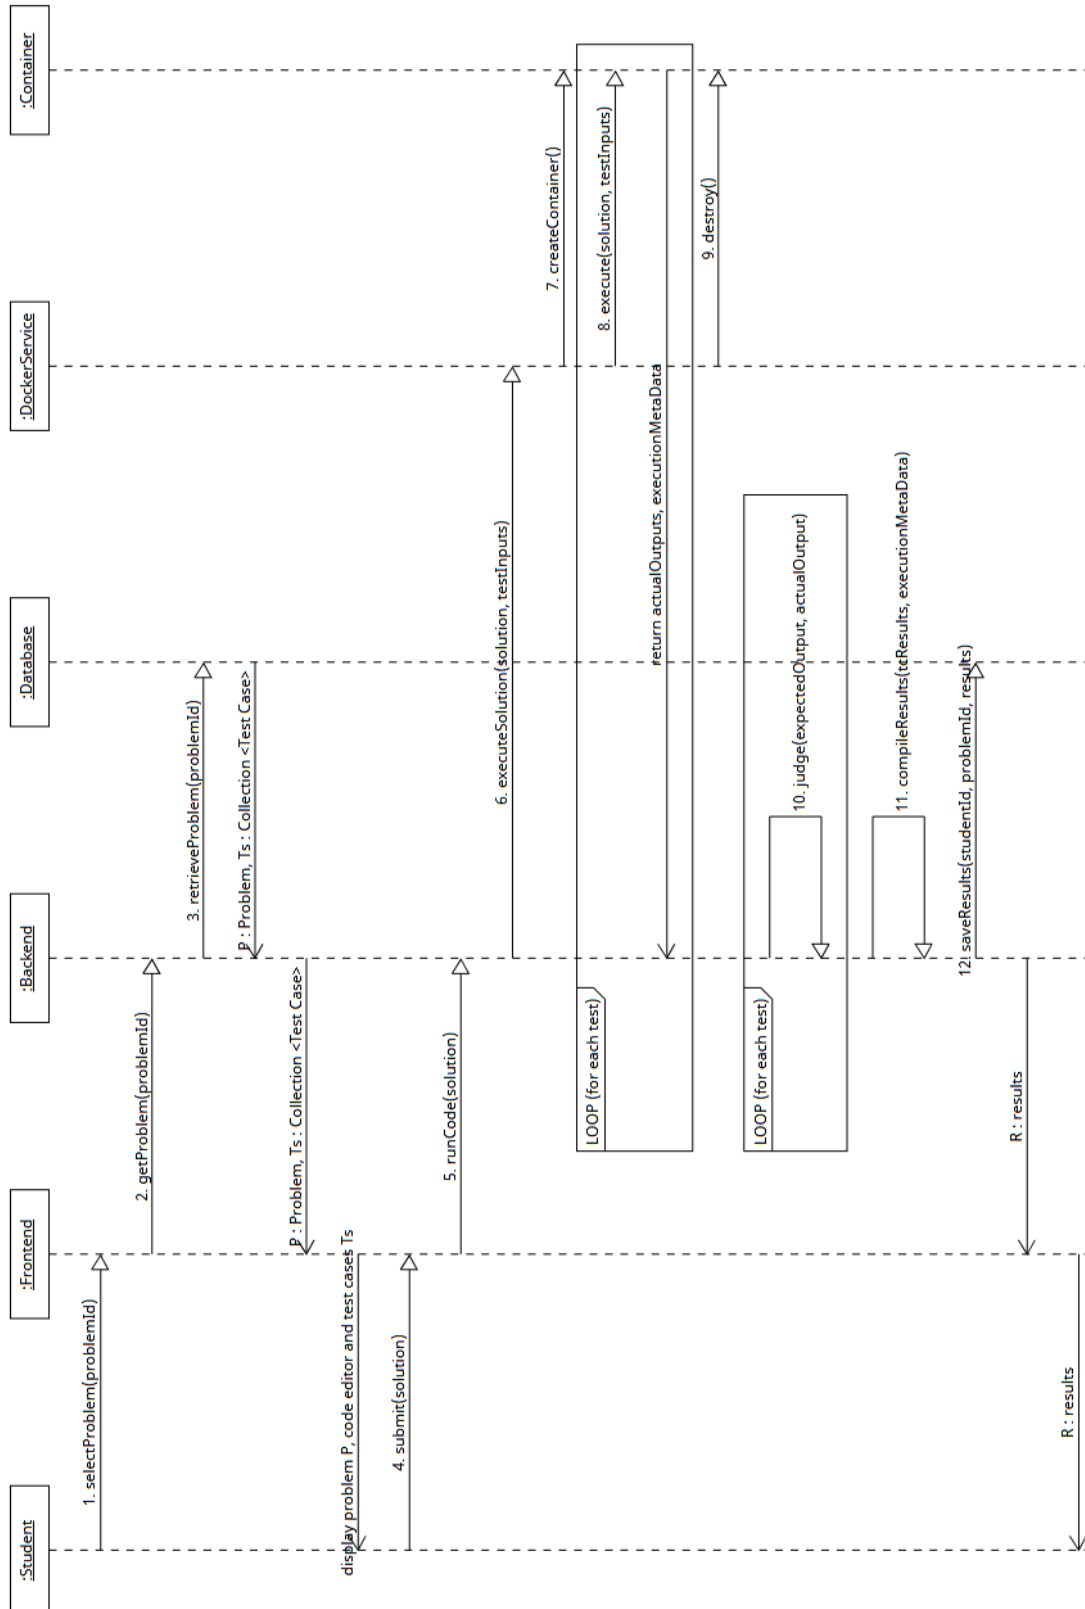 :Student
:Frontend
:Backend
:Database
:DockerService
:Container
1. selectProblem(problemId)
2. getProblem(problemId)
3. retrieveProblem(problemId)
P : Problem, Ts : Collection <Test Case>
P : Problem, Ts : Collection <Test Case>
display problem P, code editor and test cases Ts
4. submit(solution)
5. runCode(solution)
6. executeSolution(solution, testInputs)
7. createContainer()
LOOP (for each test)
8. execute(solution, testInputs)
return actualOutputs, executionMetaData
9. destroy()
LOOP (for each test)
10. judge(expectedOutput, actualOutput)
11. compileResults(tcResults, executionMetaData)
12. saveResults(studentId, problemId, results)
R : results
R : results